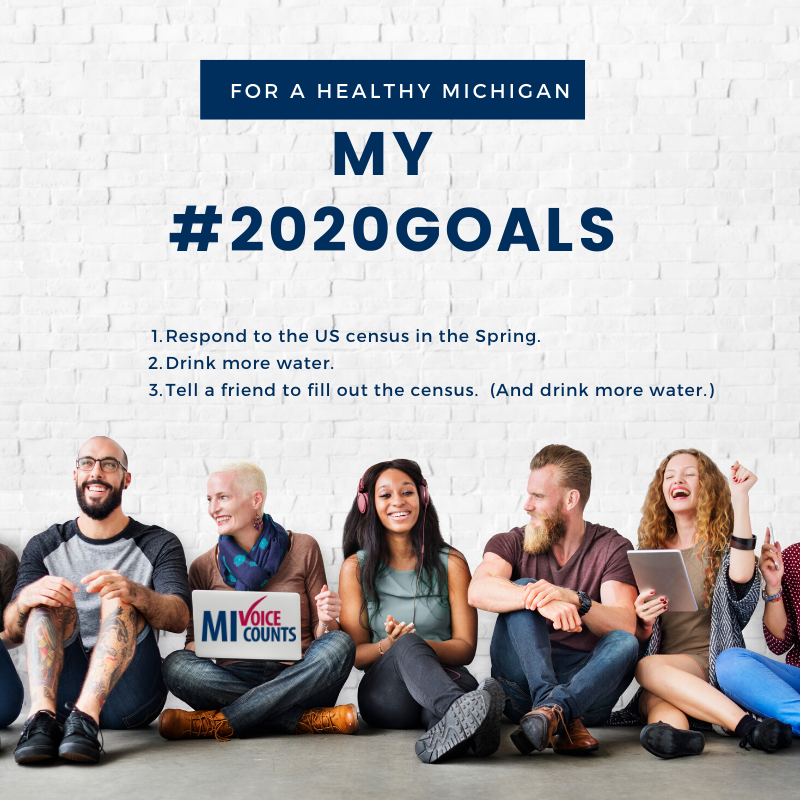 FOR A HEALTHY MICHIGAN
MY
#2020GOALS
1.Respond to the US census in the Spring.
2.Drink more water.
3.Tell a friend to fill out the census. (And drink more water.)
MI VOICE
COUNTS